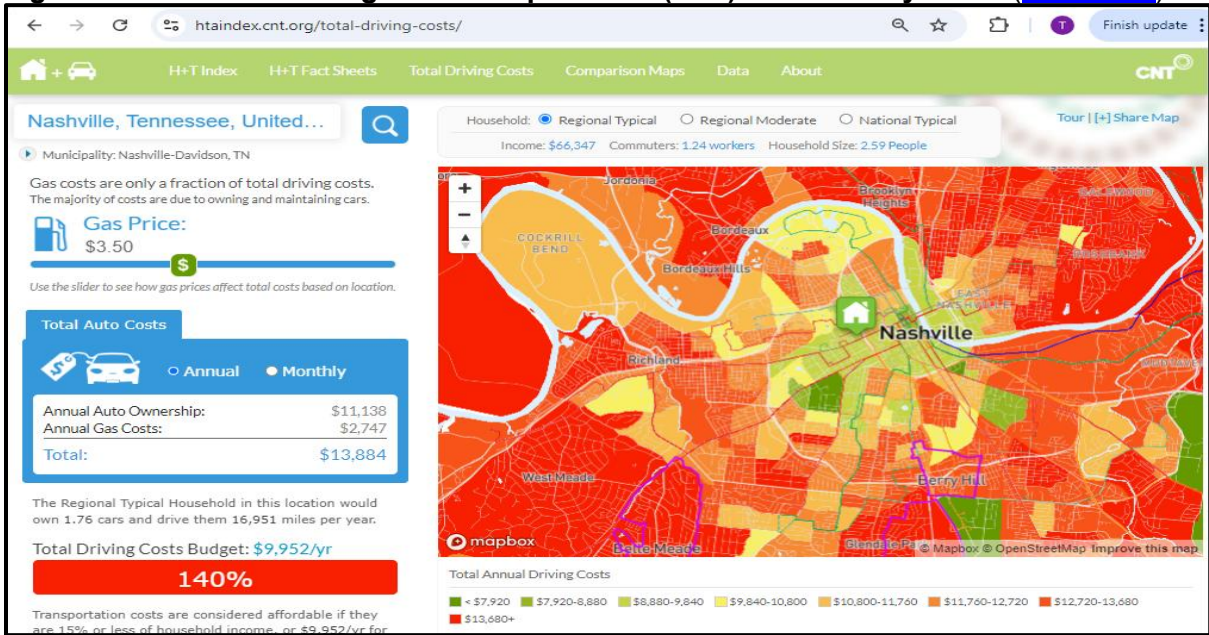 htaindex.cnt.org/total-driving-costs/
T
Finish update
+
H+T Index H+T Fact Sheets Total Driving Costs Comparison Maps Data About
CNT
Nashville, Tennessee, United...
Household: Regional Typical Regional Moderate National Typical
Tour | [+] Share Map
Income: $66,347 Commuters: 1.24 workers Household Size: 2.59 People
Municipality: Nashville-Davidson, TN
Gas costs are only a fraction of total driving costs.
The majority of costs are due to owning and maintaining cars.
Gas Price:
$3.50
$
Use the slider to see how gas prices affect total costs based on location.
Total Auto Costs
$
Annual Monthly
Annual Auto Ownership: $11,138
Annual Gas Costs: $2,747
Total: $13,884
The Regional Typical Household in this location would
own 1.76 cars and drive them 16,951 miles per year.
Total Driving Costs Budget: $9,952/yr
140%
Transportation costs are considered affordable if they
are 15% or less of household income, or $9,952/yr for
+
−
Jordonia
Brooklyn
Heights
COCKRILL
BEND
Bordeaux
Bordeaux Hills
EAST
NASHVILLE
Nashville
Richland
West Meade
Berry Hill
Belle Meade
mapbox
© Mapbox © OpenStreetMap Improve this map
Total Annual Driving Costs
< $7,920 $7,920-8,880 $8,880-9,840 $9,840-10,800 $10,800-11,760 $11,760-12,720 $12,720-13,680
$13,680+